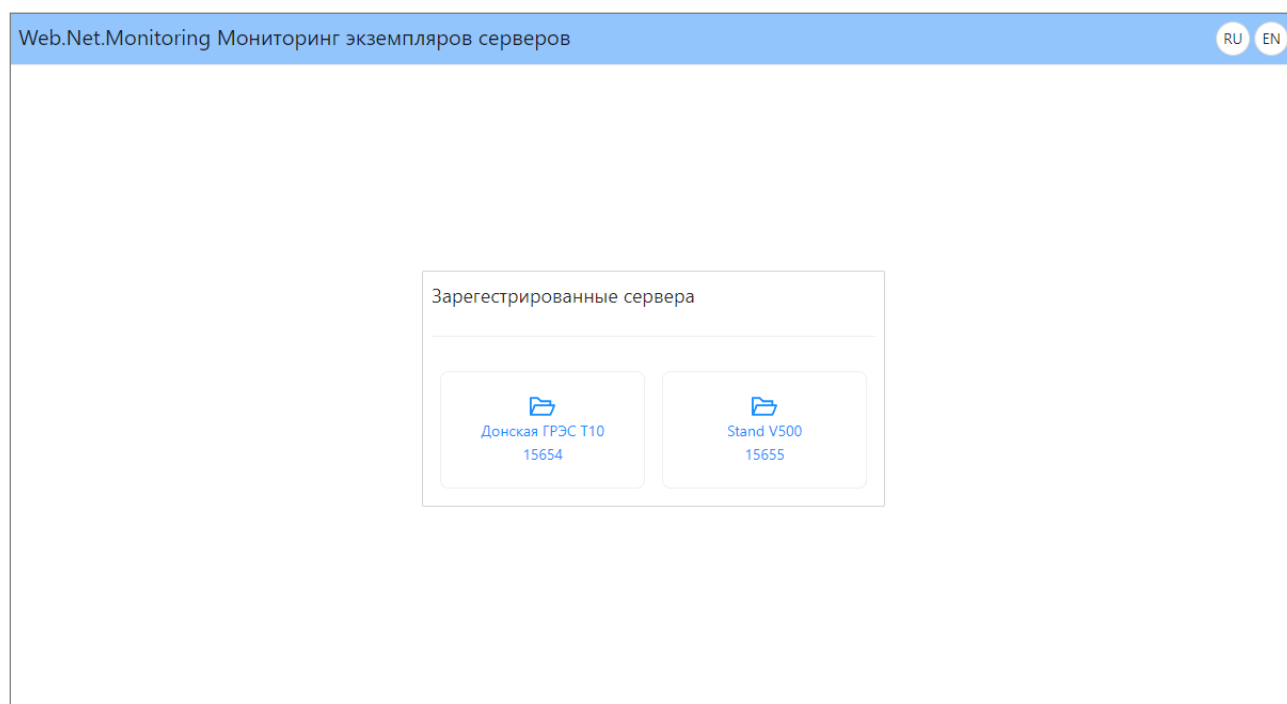 Web.Net.Monitoring Мониторинг экземпляров серверов
RU EN
Зарегестрированные сервера
Донская ГРЭС Т10
15654
Stand V500
15655